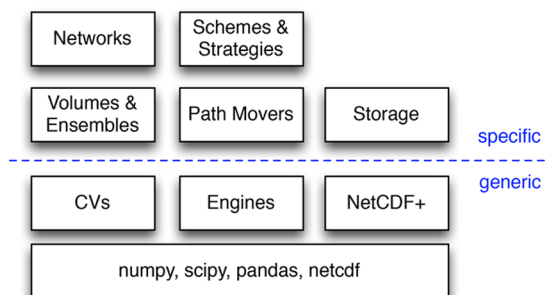 Networks
Schemes &
Strategies
Volumes &
Ensembles
Path Movers
Storage
specific
generic
CVs
Engines
NetCDF+
numpy, scipy, pandas, netcdf